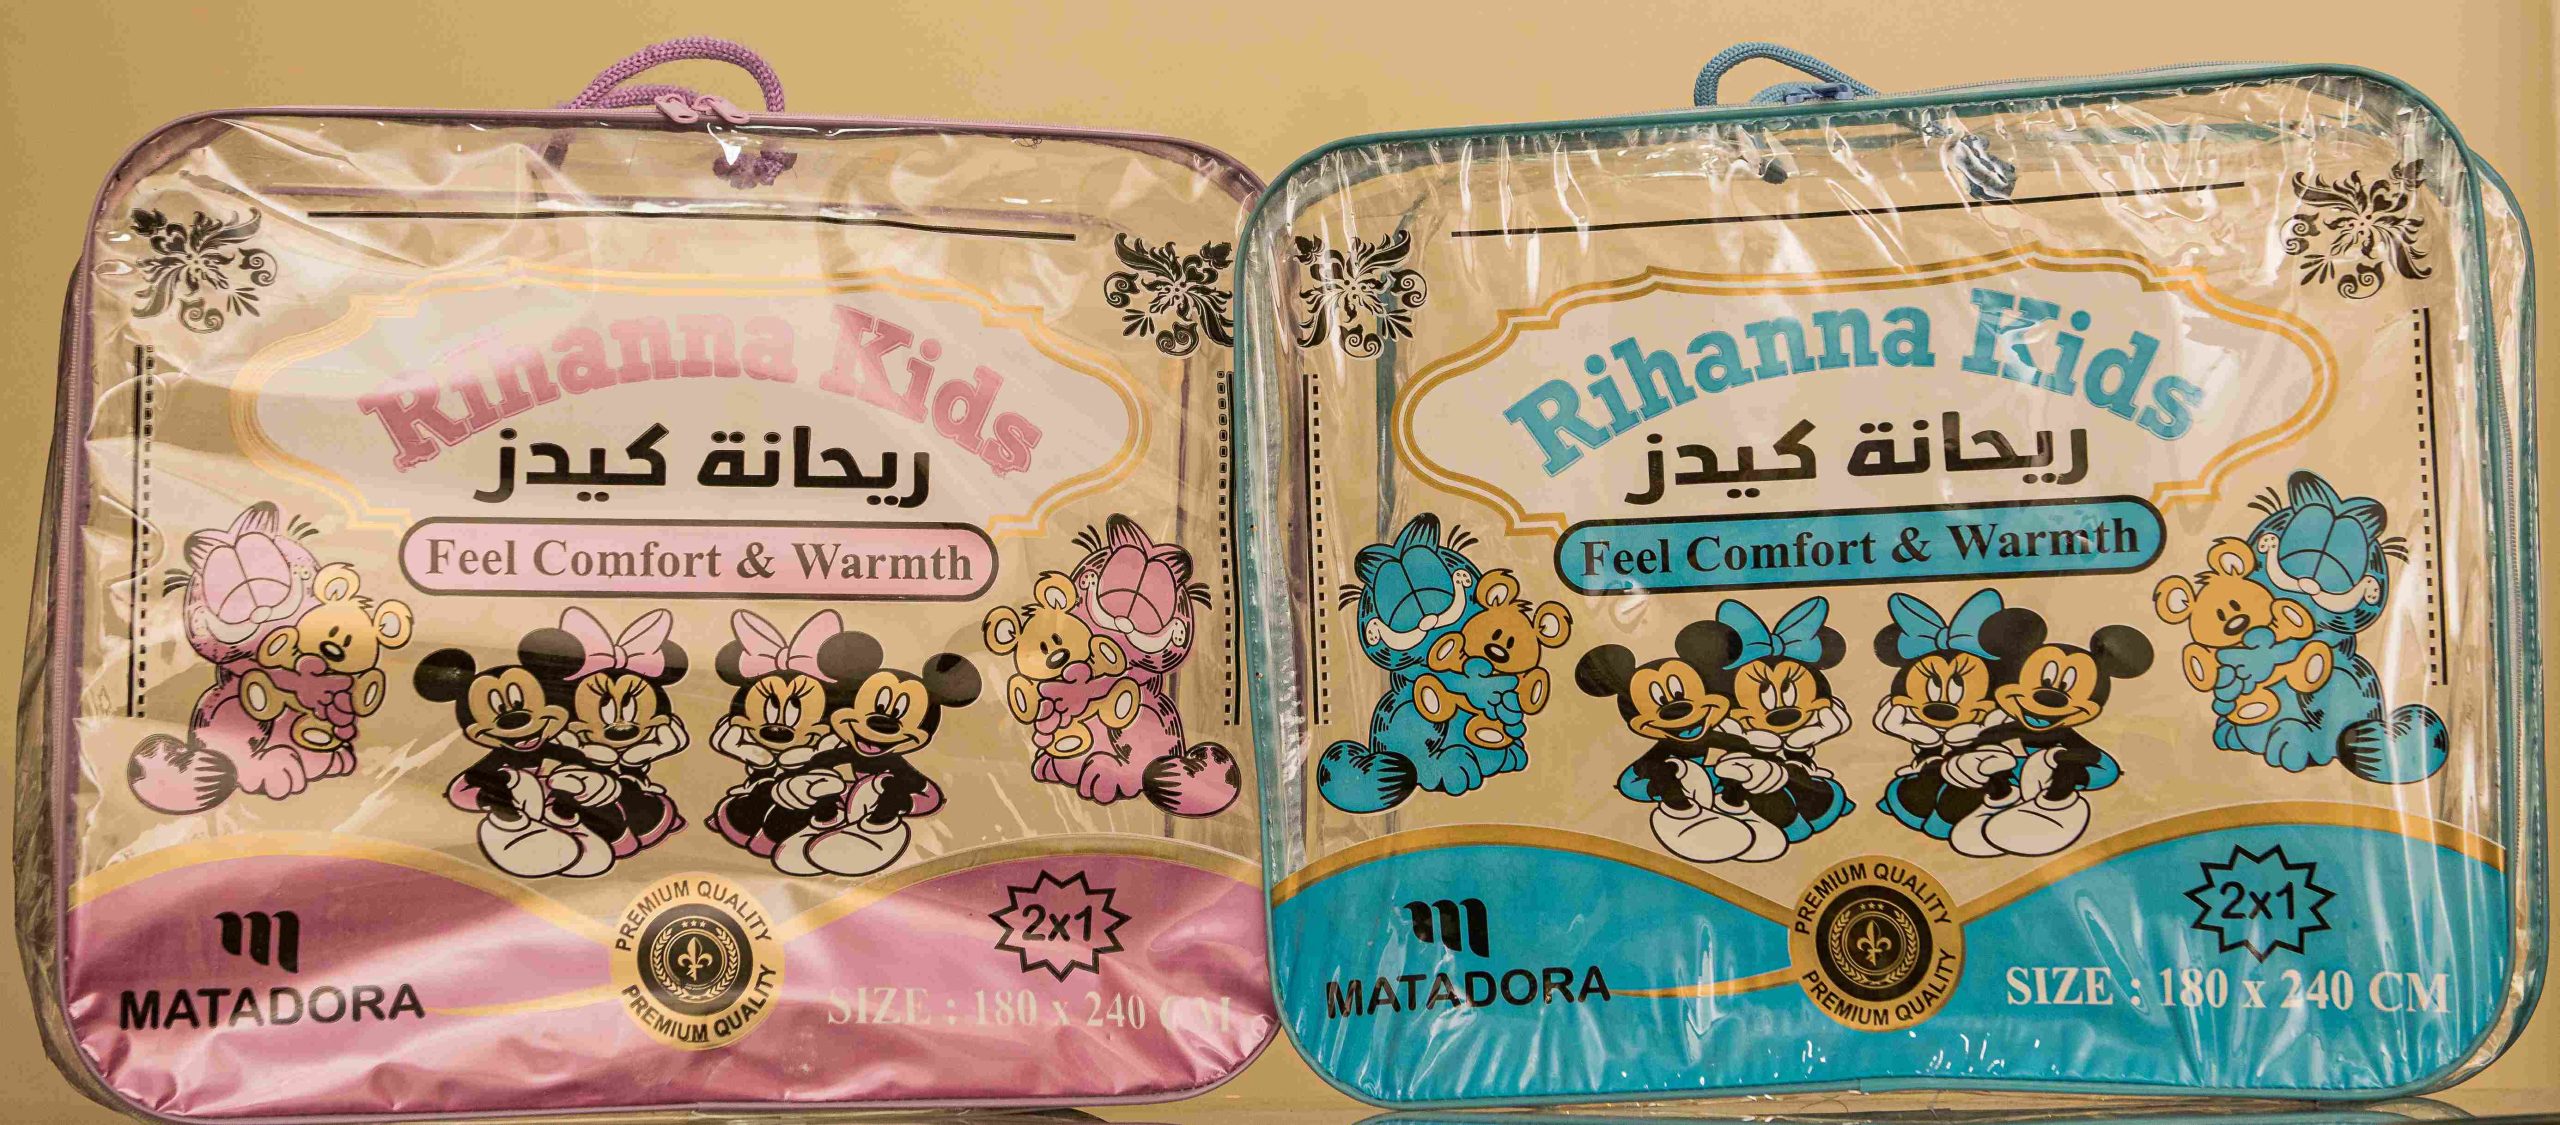 Rihanna Kids
ريحانة كيدز
Feel Comfort & Warmth
m
MATADORA
PREMIUM QUALITY
PREMIUM QUALITY
2x1
SIZE : 180 x 240 CM
Rihanna Kids
ريحانة كيدز
Feel Comfort & Warmth
m
MATADORA
PREMIUM QUALITY
PREMIUM QUALITY
2x1
SIZE : 180 x 240 CM